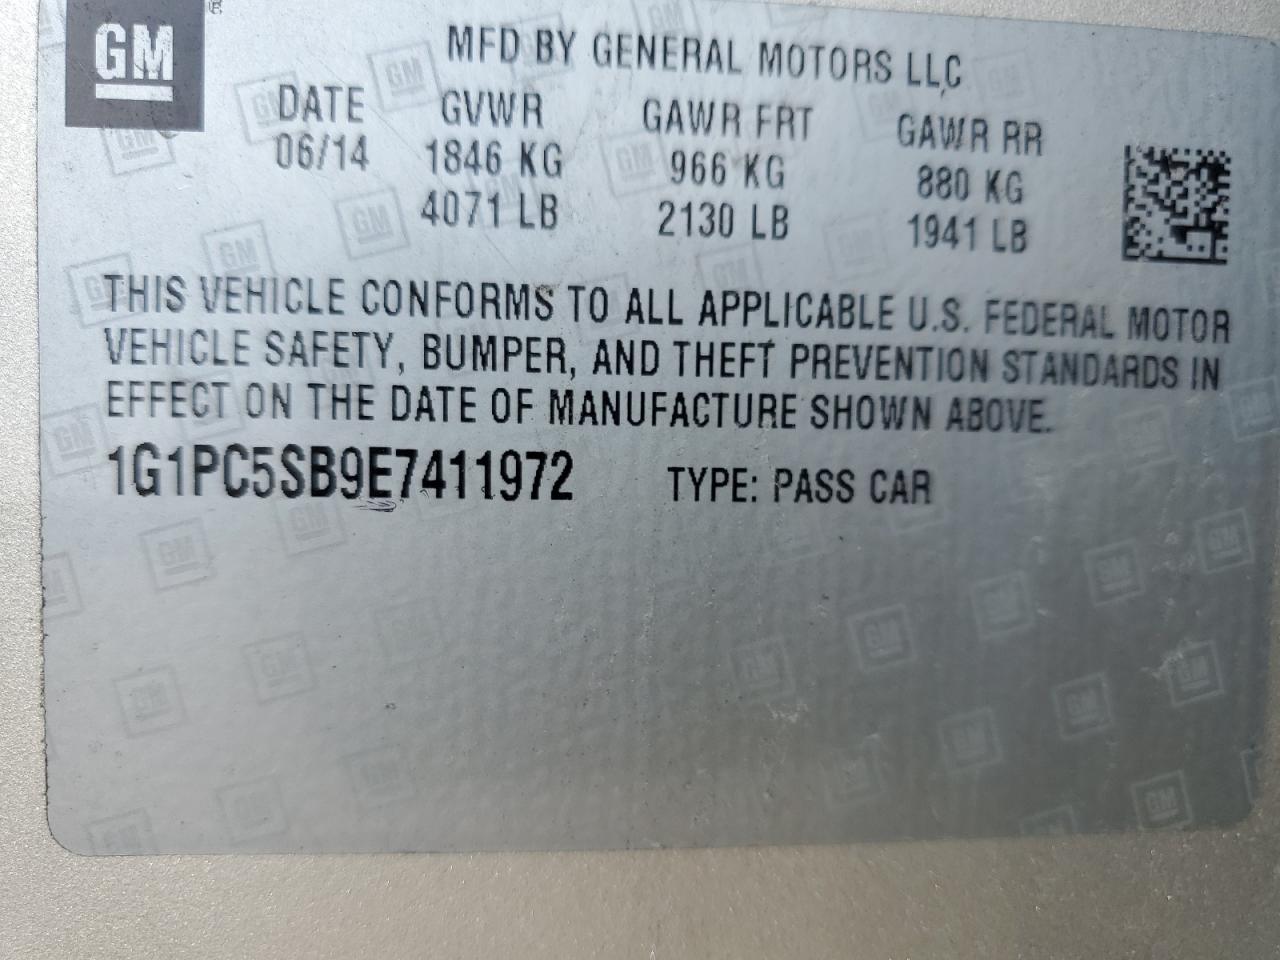 GM
MFD BY GENERAL MOTORS LLC
DATE GVWR GAWR FRT GAWR RR
06/14 1846 KG 966 KG 880 KG
4071 LB 2130 LB 1941 LB
THIS VEHICLE CONFORMS TO ALL APPLICABLE U.S. FEDERAL MOTOR
VEHICLE SAFETY, BUMPER, AND THEFT PREVENTION STANDARDS IN
EFFECT ON THE DATE OF MANUFACTURE SHOWN ABOVE.
1G1PC5SB9E7411972 TYPE: PASS CAR